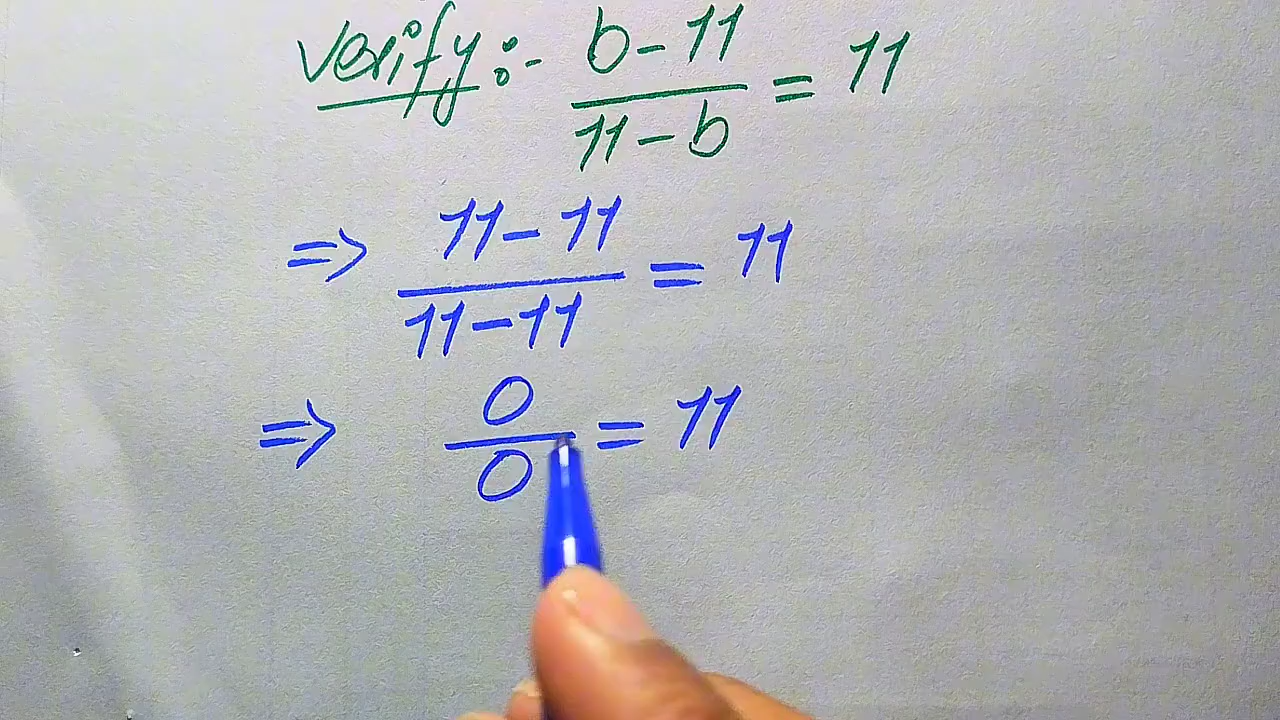 Verify:- b-11/11-b = 11
=> 11-11/11-11 = 11
=> 0/0 = 11